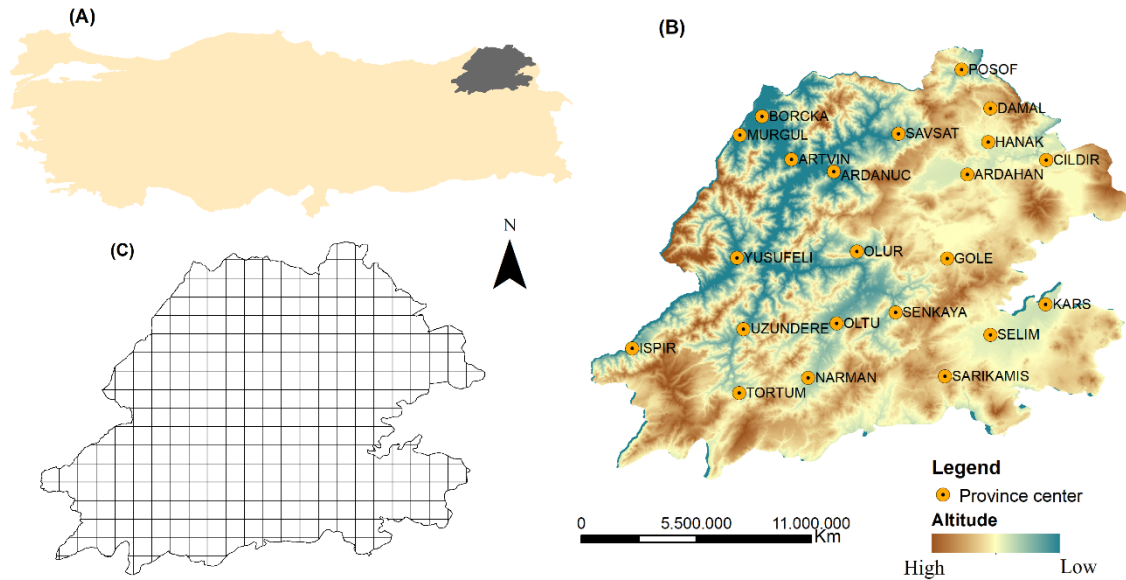 (A)
(B)
POSOF
DAMAL
BORCKA
MURGUL
SAVSAT
HANAK
ARTVIN
CILDIR
ARDANUC
ARDAHAN
N
(C)
YUSUFELI
OLUR
GOLE
KARS
SENKAYA
UZUNDERE
OLTU
SELIM
ISPIR
NARMAN
SARIKAMIS
TORTUM
Legend
Province center
0 5.500.000 11.000.000
Km
Altitude
High Low